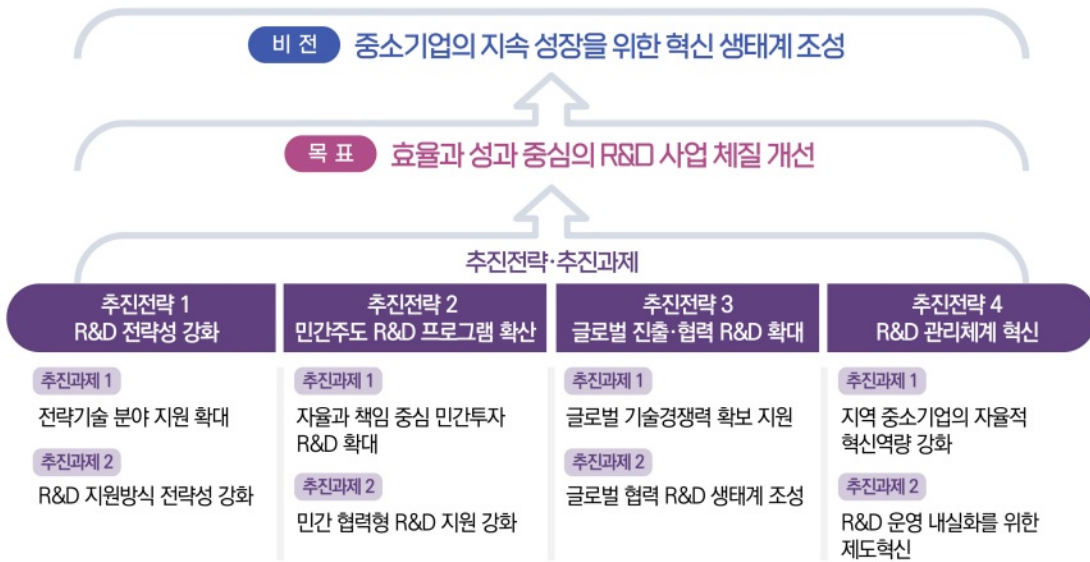 비 전 중소기업의 지속 성장을 위한 혁신 생태계 조성
목 표 효율과 성과 중심의 R&D 사업 체질 개선
추진전략·추진과제
추진전략 1
R&D 전략성 강화
추진과제 1
전략기술 분야 지원 확대
추진과제 2
R&D 지원방식 전략성 강화
추진전략 2
민간주도 R&D 프로그램 확산
추진과제 1
자율과 책임 중심 민간투자
R&D 확대
추진과제 2
민간 협력형 R&D 지원 강화
추진전략 3
글로벌 진출·협력 R&D 확대
추진과제 1
글로벌 기술경쟁력 확보 지원
추진과제 2
글로벌 협력 R&D 생태계 조성
추진전략 4
R&D 관리체계 혁신
추진과제 1
지역 중소기업의 자율적
혁신역량 강화
추진과제 2
R&D 운영 내실화를 위한
제도혁신